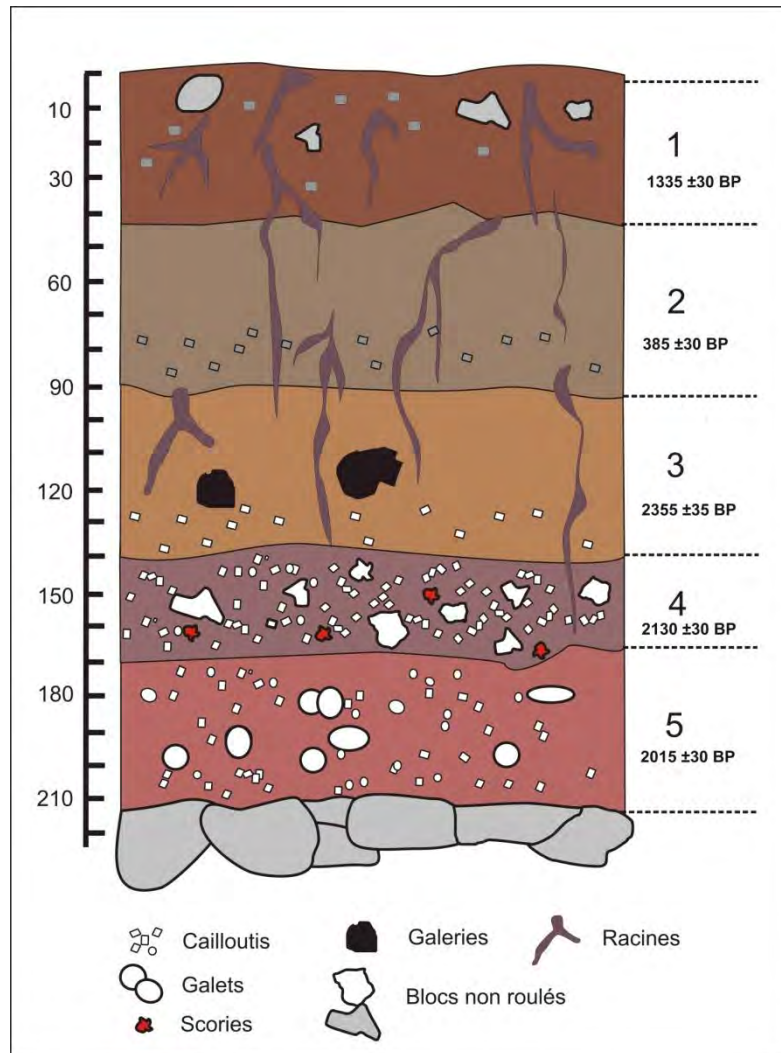 10
30
60
90
120
150
180
210
1
1335 ±30 BP
2
385 ±30 BP
3
2355 ±35 BP
4
2130 ±30 BP
5
2015 ±30 BP
Cailloutis
Galeries
Racines
Galets
Blocs non roulés
Scories